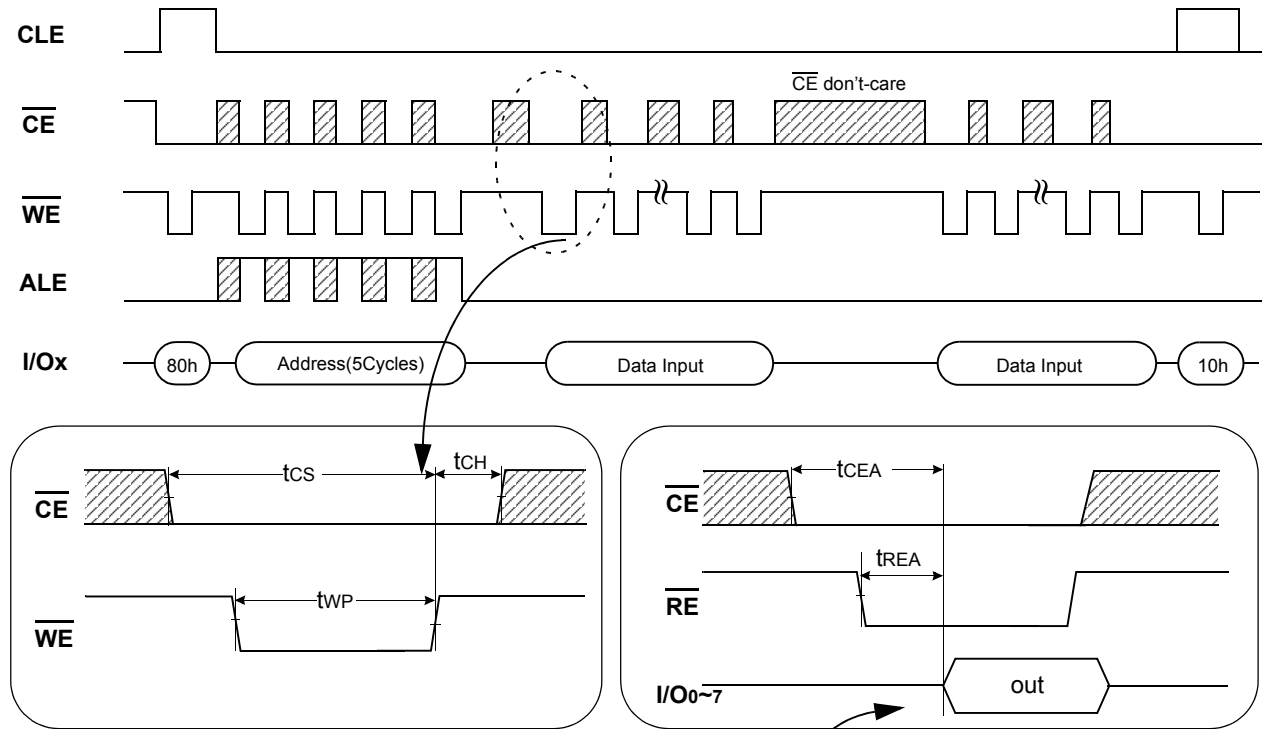 CLE
CE don't-care
CE
WE
ALE
I/Ox
80h
Address(5Cycles)
Data Input
Data Input
10h
tCS
tCH
CE
tWP
WE
tCEA
CE
tREA
RE
I/O0~7
out